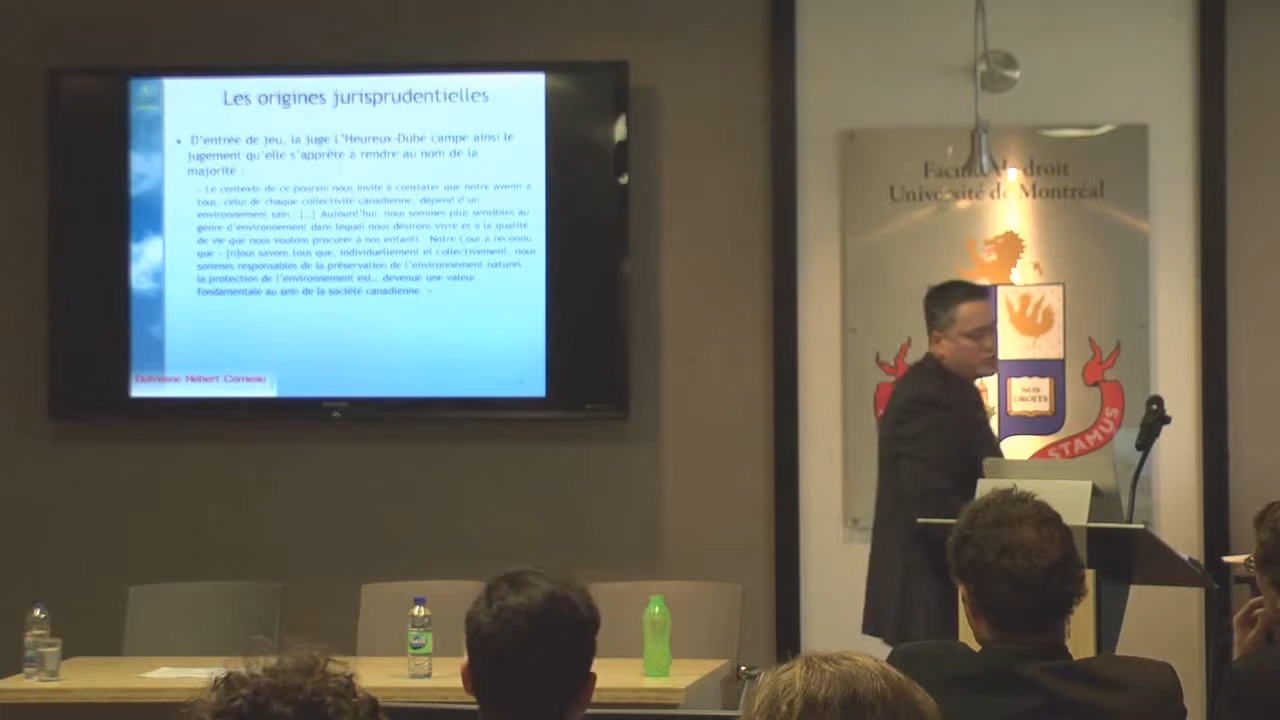 Les origines jurisprudentielles
D'entrée de jeu, la juge L'Heureux-Dubé campe ainsi le
jugement qu'elle s'apprête à rendre au nom de la
majorité :
« Le contexte de ce pourvoi nous invite à constater que notre avenir à
tous, celui de chaque collectivité canadienne, dépend d'un
environnement sain. [...] Aujourd'hui, nous sommes plus sensibles au
genre d'environnement dans lequel nous désirons vivre et à la qualité
de vie que nous voulons procurer à nos enfants. Notre Cour a reconnu
que « [n]ous savons tous que, individuellement et collectivement, nous
sommes responsables de la préservation de l'environnement naturel...
la protection de l'environnement est... devenue une valeur
fondamentale au sein de la société canadienne. »
Dufresne Hébert Comeau
Faculté de droit
Université de Montréal
NOS
DROITS
STAMUS